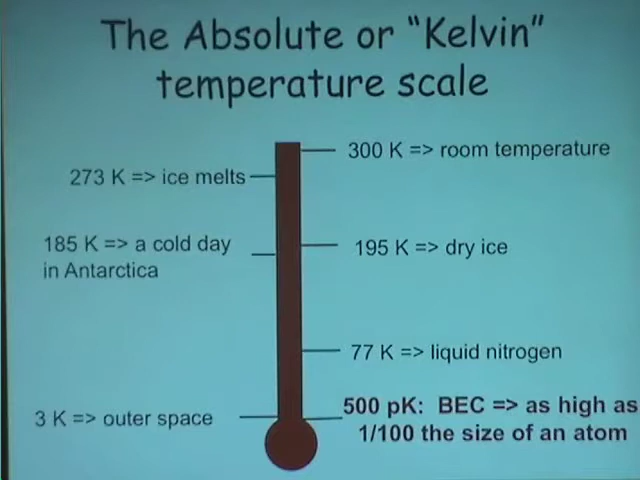 The Absolute or “Kelvin”
temperature scale
300 K => room temperature
273 K => ice melts
185 K => a cold day
in Antarctica
195 K => dry ice
77 K => liquid nitrogen
3 K => outer space
500 pK: BEC => as high as
1/100 the size of an atom